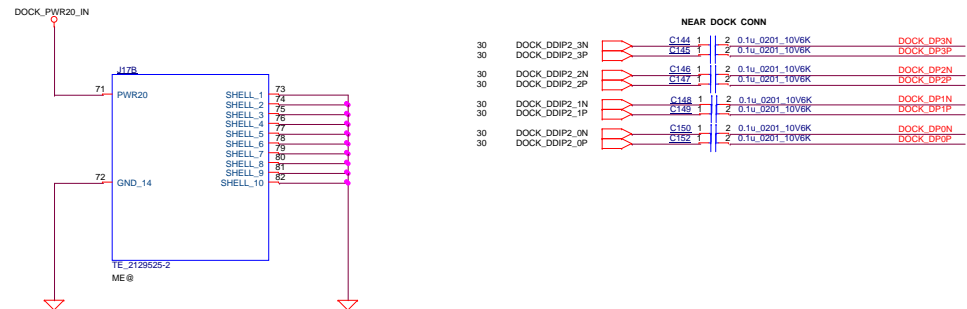 DOCK_PWR20_IN
J17B
71 PWR20
SHELL_1 73
SHELL_2 74
SHELL_3 75
SHELL_4 76
SHELL_5 77
SHELL_6 78
SHELL_7 79
SHELL_8 80
SHELL_9 81
72 GND_14 SHELL_10 82
TE_2129525-2
ME@
NEAR DOCK CONN
30 DOCK_DDIP2_3N C144 1 2 0.1u_0201_10V6K DOCK_DP3N
30 DOCK_DDIP2_3P C145 1 2 0.1u_0201_10V6K DOCK_DP3P
30 DOCK_DDIP2_2N C146 1 2 0.1u_0201_10V6K DOCK_DP2N
30 DOCK_DDIP2_2P C147 1 2 0.1u_0201_10V6K DOCK_DP2P
30 DOCK_DDIP2_1N C148 1 2 0.1u_0201_10V6K DOCK_DP1N
30 DOCK_DDIP2_1P C149 1 2 0.1u_0201_10V6K DOCK_DP1P
30 DOCK_DDIP2_0N C150 1 2 0.1u_0201_10V6K DOCK_DP0N
30 DOCK_DDIP2_0P C152 1 2 0.1u_0201_10V6K DOCK_DP0P